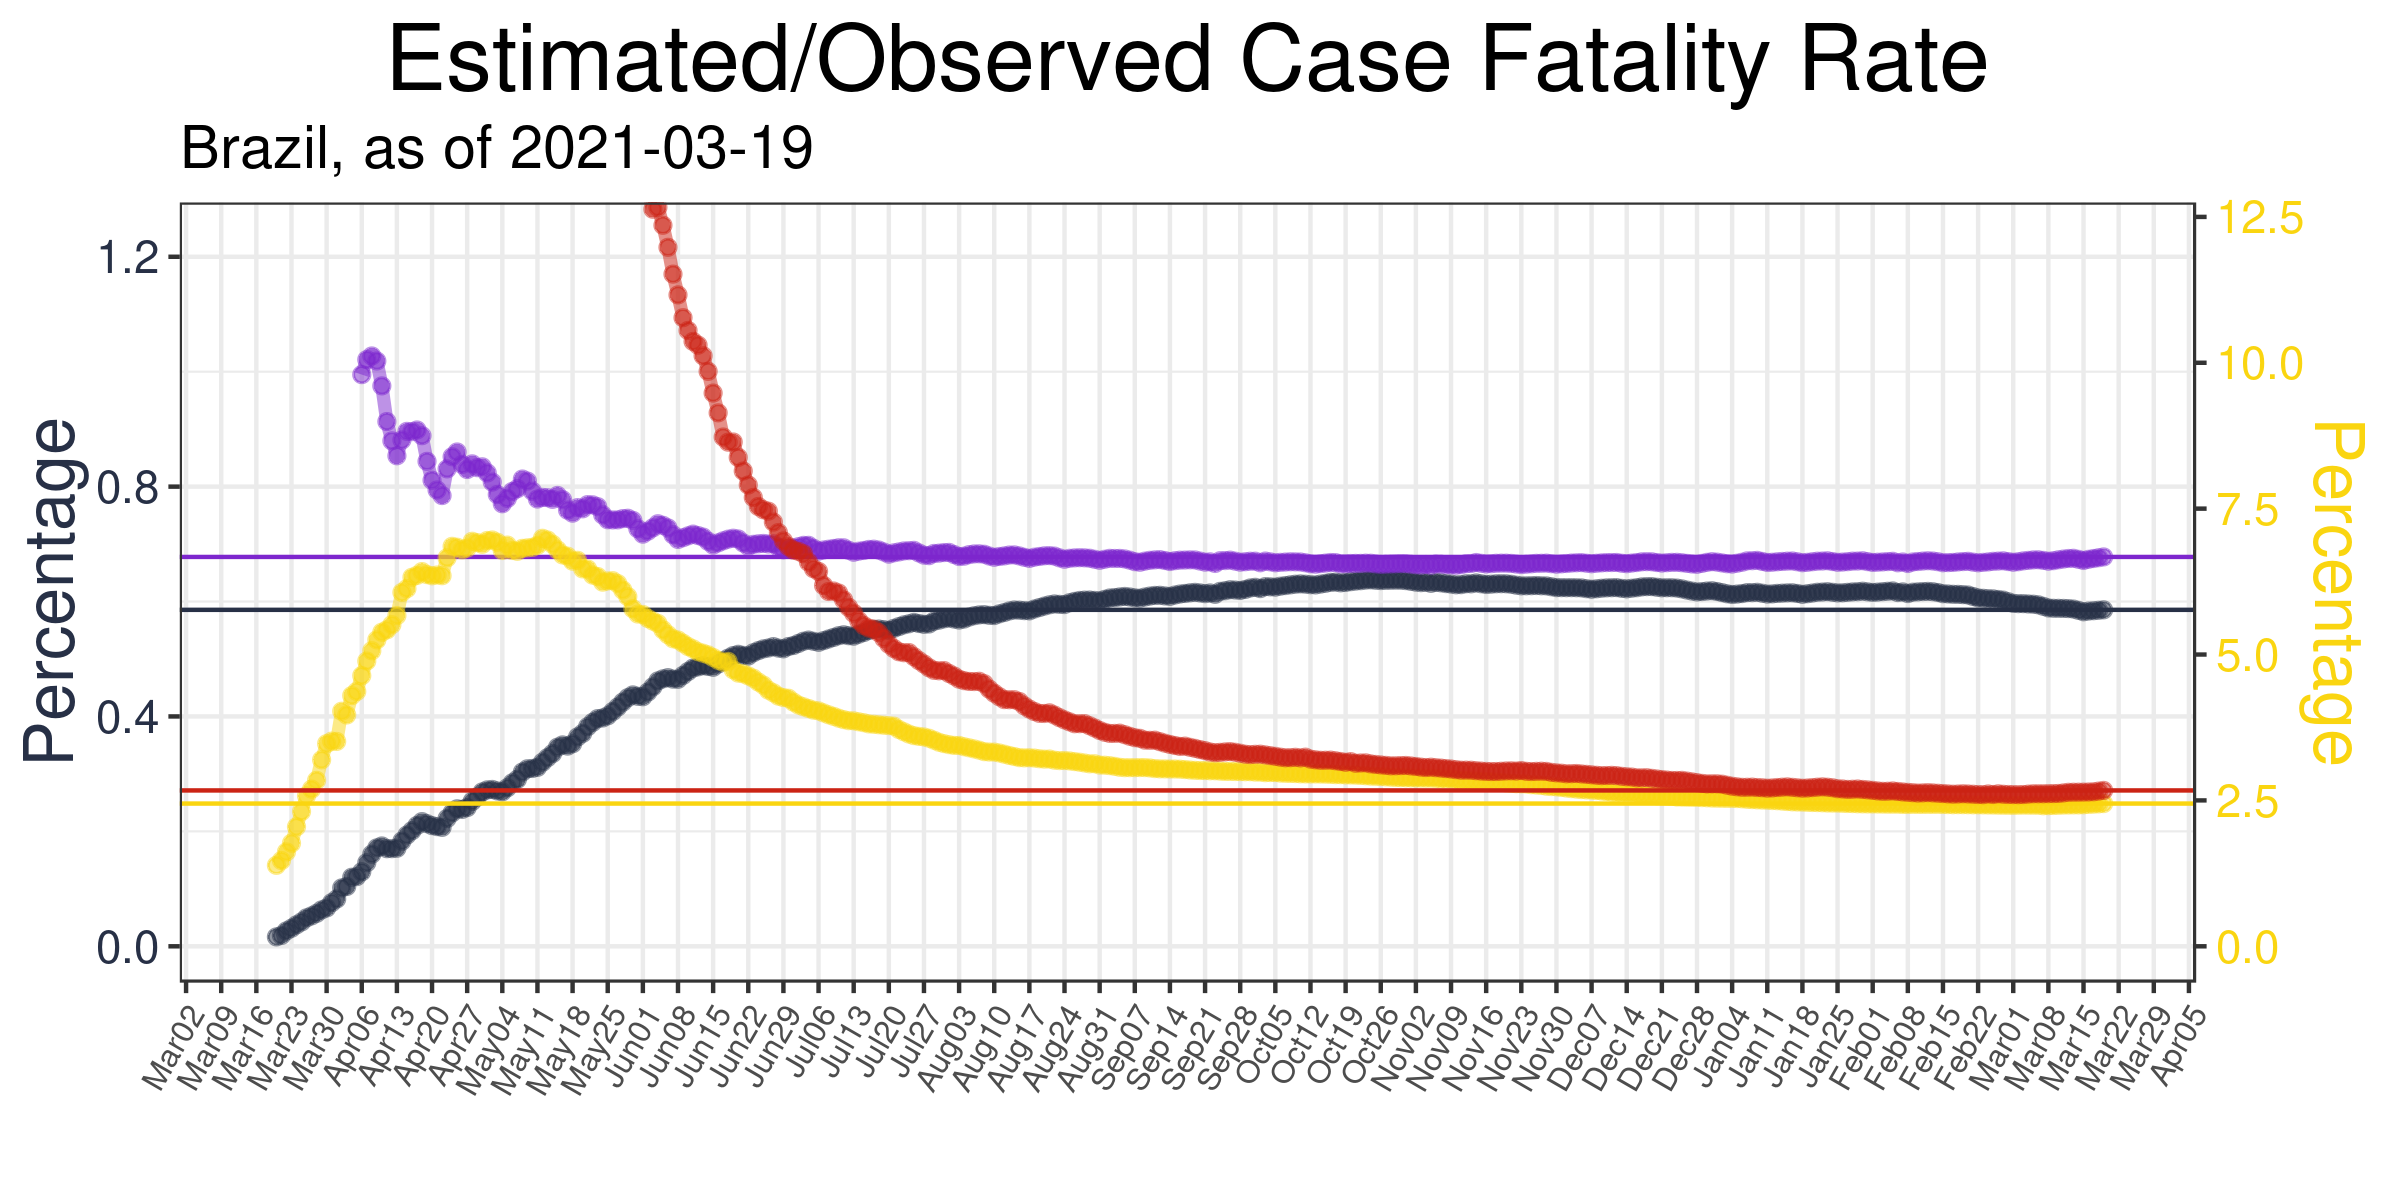 Estimated/Observed Case Fatality Rate
Brazil, as of 2021-03-19
Percentage
1.2
0.8
0.4
0.0
12.5
10.0
7.5
5.0
2.5
0.0
Percentage
Mar02
Mar09
Mar16
Mar23
Mar30
Apr06
Apr13
Apr20
Apr27
May04
May11
May18
May25
Jun01
Jun08
Jun15
Jun22
Jun29
Jul06
Jul13
Jul20
Jul27
Aug03
Aug10
Aug17
Aug24
Aug31
Sep07
Sep14
Sep21
Sep28
Oct05
Oct12
Oct19
Oct26
Nov02
Nov09
Nov16
Nov23
Nov30
Dec07
Dec14
Dec21
Dec28
Jan04
Jan11
Jan18
Jan25
Feb01
Feb08
Feb15
Feb22
Mar01
Mar08
Mar15
Mar22
Mar29
Apr05